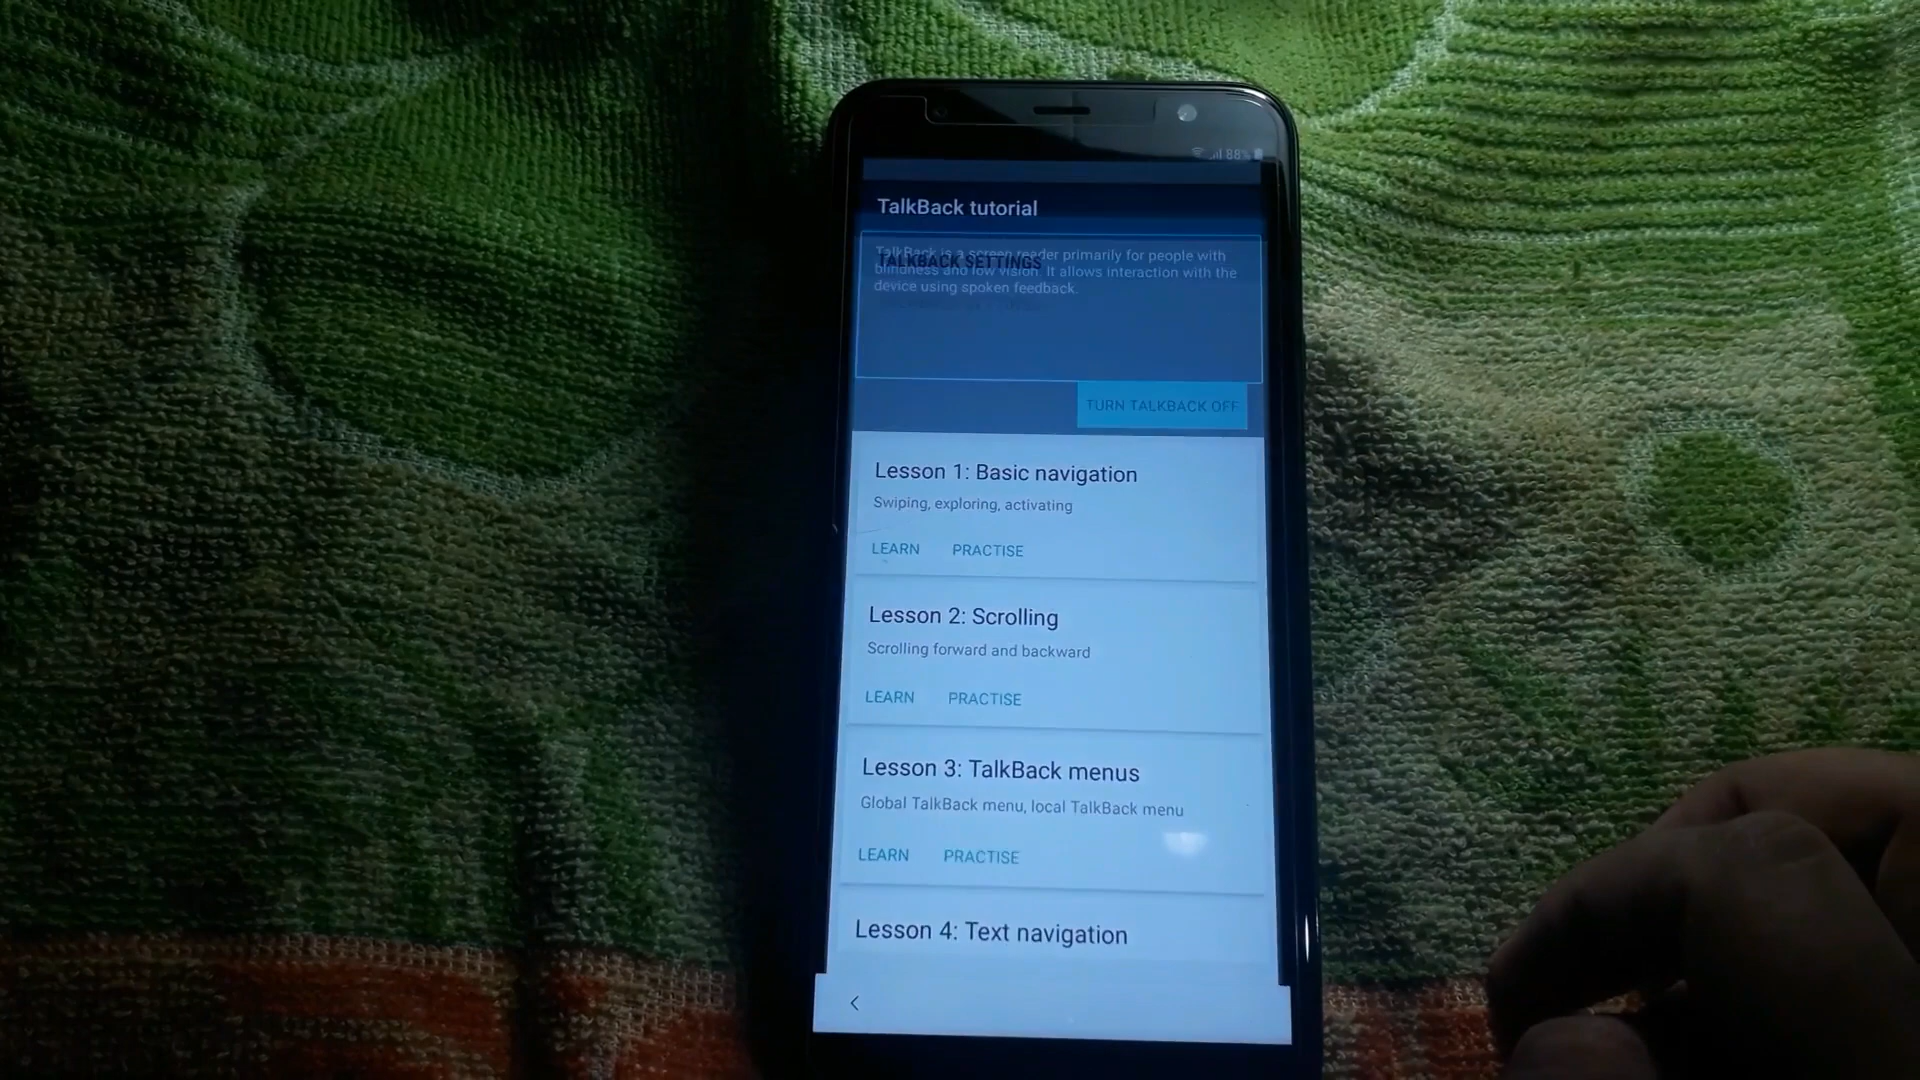 88%
TalkBack tutorial
TalkBack is a screen reader primarily for people with
TALKBACK SETTINGS
blindness and low vision. It allows interaction with the
device using spoken feedback.
TURN TALKBACK OFF
Lesson 1: Basic navigation
Swiping, exploring, activating
LEARN PRACTISE
Lesson 2: Scrolling
Scrolling forward and backward
LEARN PRACTISE
Lesson 3: TalkBack menus
Global TalkBack menu, local TalkBack menu
LEARN PRACTISE
Lesson 4: Text navigation